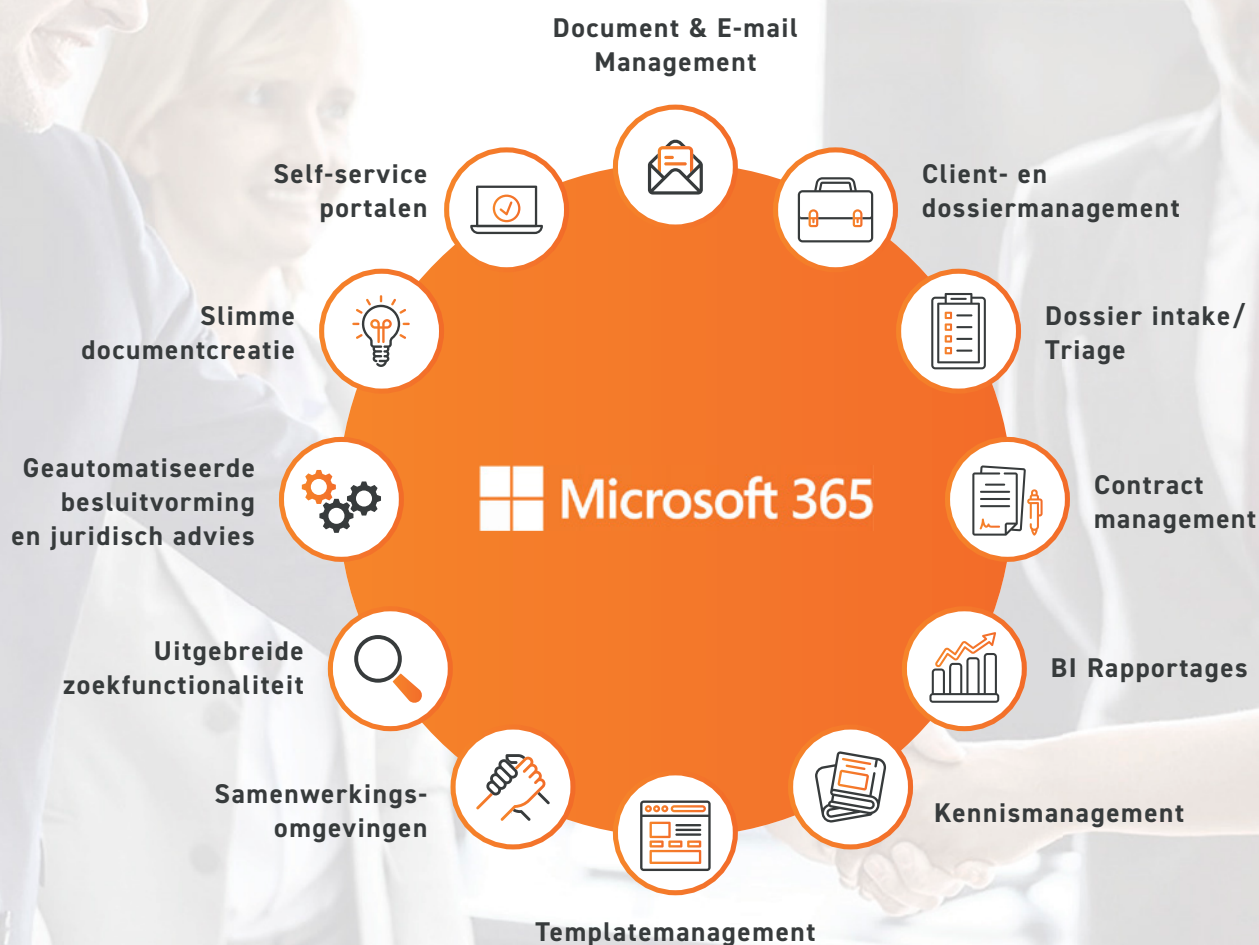 Document & E-mail
Management
Client- en
dossiermanagement
Dossier intake/
Triage
Contract
management
BI Rapportages
Kennismanagement
Templatemanagement
Samenwerkings-
omgevingen
Uitgebreide
zoekfunctionaliteit
Geautomatiseerde
besluitvorming
en juridisch advies
Slimme
documentcreatie
Self-service
portalen
Microsoft 365